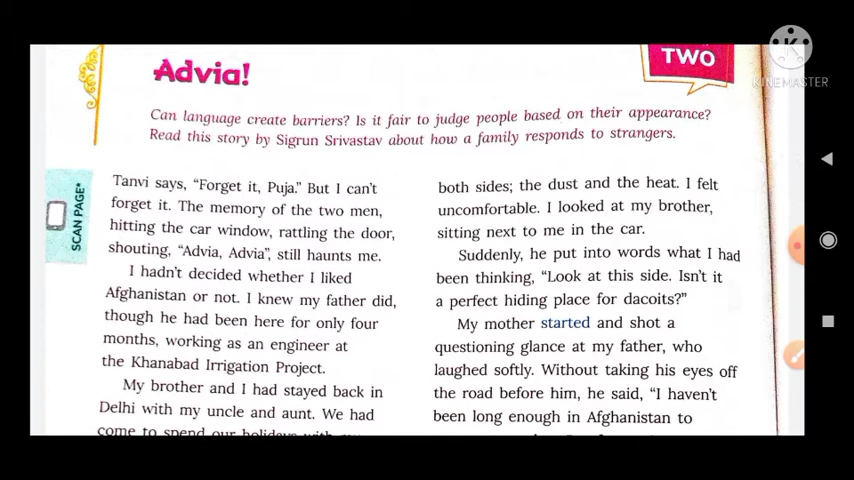 TWO
KINEMASTER
Advia!
Can language create barriers? Is it fair to judge people based on their appearance?
Read this story by Sigrun Srivastav about how a family responds to strangers.
SCAN PAGE*
Tanvi says, “Forget it, Puja.” But I can’t
forget it. The memory of the two men,
hitting the car window, rattling the door,
shouting, “Advia, Advia”, still haunts me.
I hadn’t decided whether I liked
Afghanistan or not. I knew my father did,
though he had been here for only four
months, working as an engineer at
the Khanabad Irrigation Project.
My brother and I had stayed back in
Delhi with my uncle and aunt. We had
come to spend our holidays with
both sides; the dust and the heat. I felt
uncomfortable. I looked at my brother,
sitting next to me in the car.
Suddenly, he put into words what I had
been thinking, “Look at this side. Isn’t it
a perfect hiding place for dacoits?”
My mother started and shot a
questioning glance at my father, who
laughed softly. Without taking his eyes off
the road before him, he said, “I haven’t
been long enough in Afghanistan to